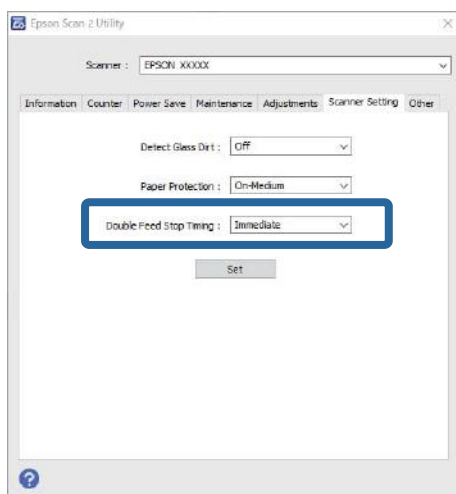 Epson Scan 2 Utility
Scanner : EPSON XXXXX
Information Counter Power Save Maintenance Adjustments Scanner Setting Other
Detect Glass Dirt : Off
Paper Protection : On-Medium
Double Feed Stop Timing : Immediate
Set
?